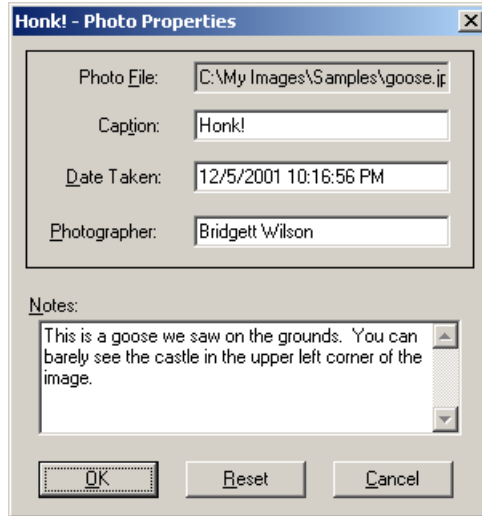 Honk! - Photo Properties
Photo File: C:\My Images\Samples\goose.jp
Caption: Honk!
Date Taken: 12/5/2001 10:16:56 PM
Photographer: Bridgett Wilson
Notes:
This is a goose we saw on the grounds.  You can
barely see the castle in the upper left corner of the
image.
OK Reset Cancel